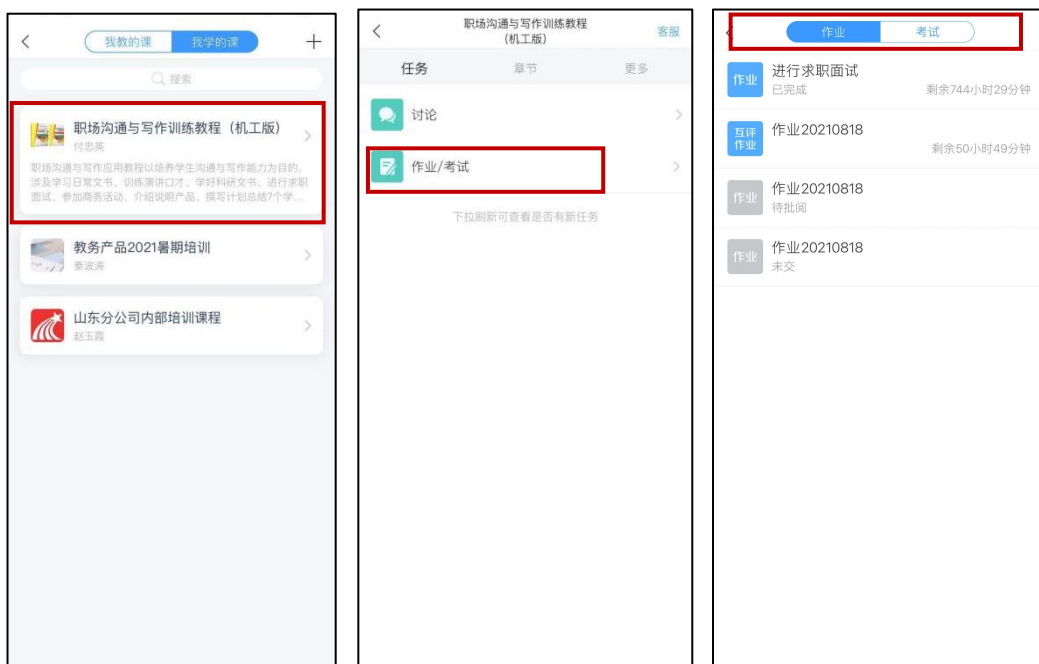 我教的课 我学的课
搜索
职场沟通与写作训练教程（机工版）
付忠英
职场沟通与写作应用教程以培养学生沟通与写作能力为目的，
涉及学习日常文书、训练演讲口才、学好科研文书、进行求职
面试、参加商务活动、介绍说明产品、撰写计划总结7个学...
教务产品2021暑期培训
秦波涛
山东分公司内部培训课程
赵玉霞
职场沟通与写作训练教程
（机工版）
客服
任务 章节 更多
讨论
作业/考试
下拉刷新可查看是否有新任务
作业 考试
作业
进行求职面试
已完成
剩余744小时29分钟
互评
作业
作业20210818
剩余50小时49分钟
作业
作业20210818
待批阅
作业
作业20210818
未交